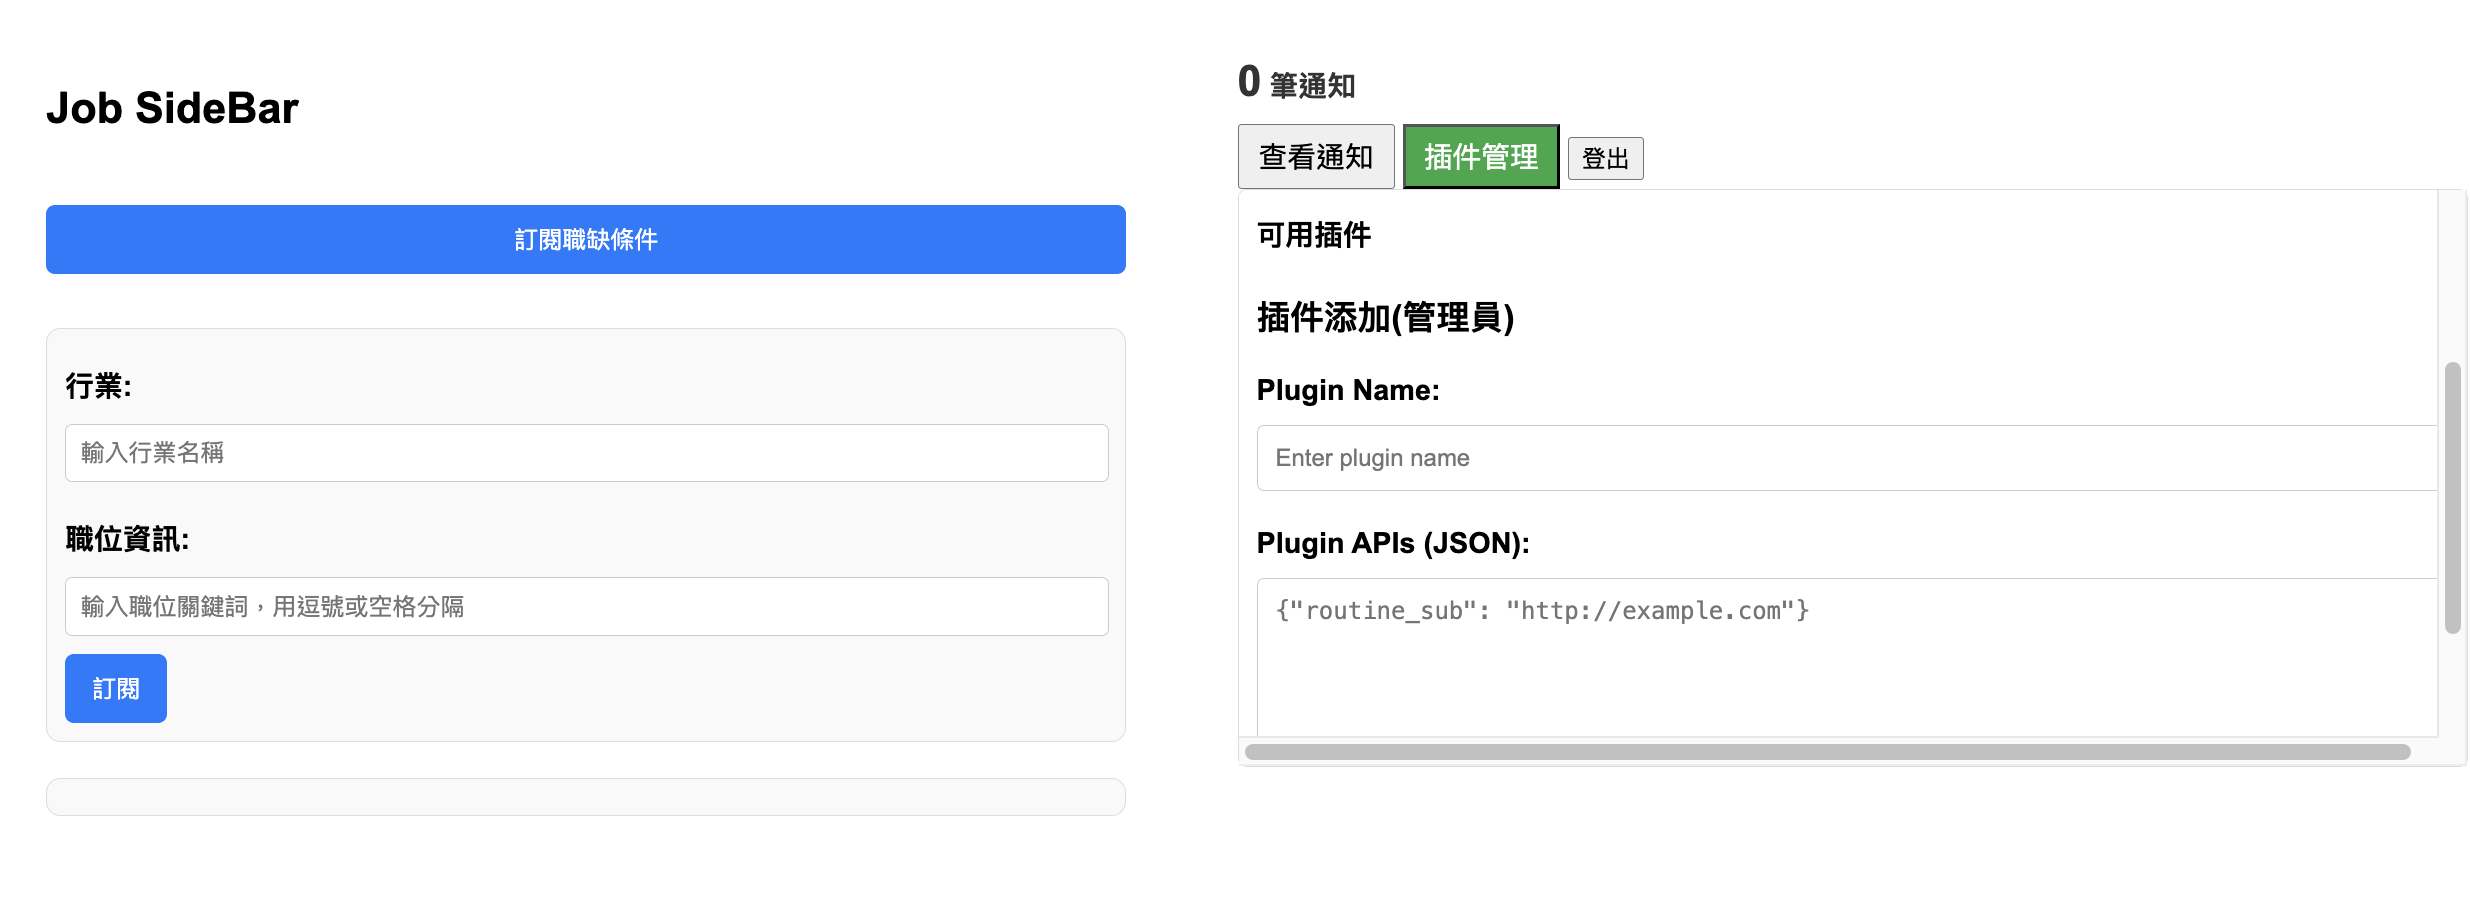 Job SideBar
訂閱職缺條件
行業:
輸入行業名稱
職位資訊:
輸入職位關鍵詞，用逗號或空格分隔
訂閱
0 筆通知
查看通知 插件管理 登出
可用插件
插件添加(管理員)
Plugin Name:
Enter plugin name
Plugin APIs (JSON):
{"routine_sub": "http://example.com"}